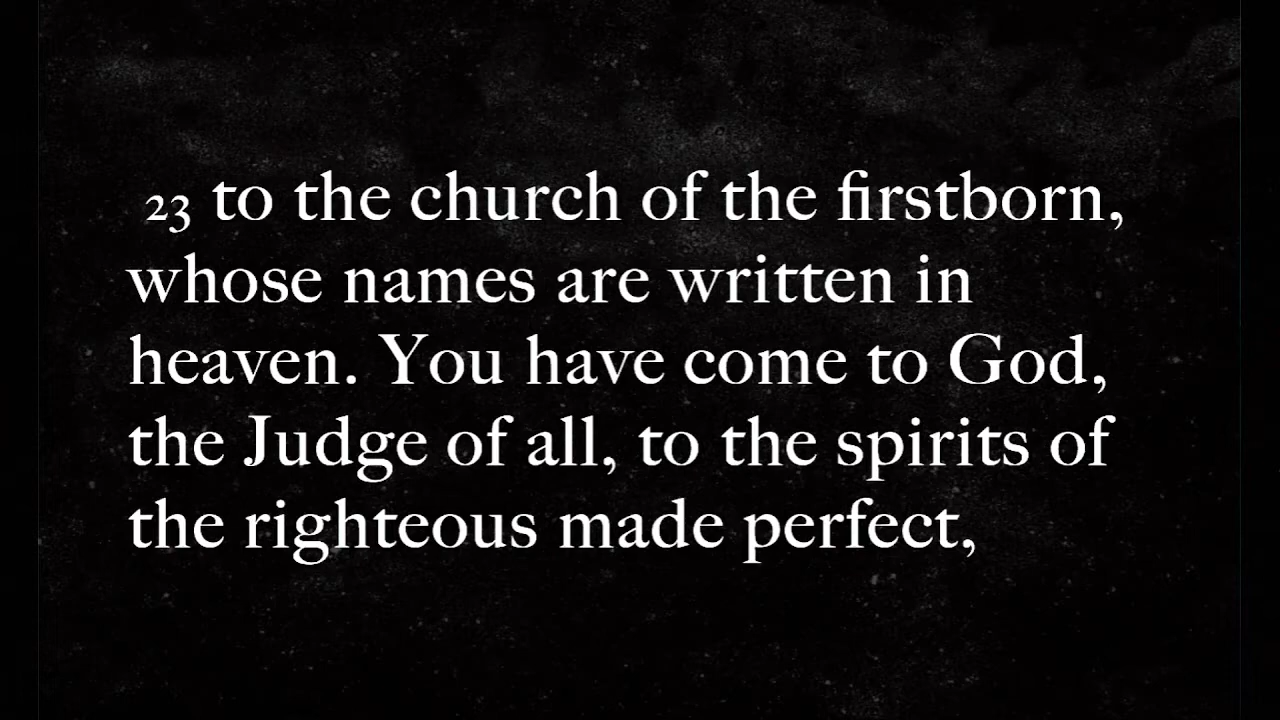 23 to the church of the firstborn,
whose names are written in
heaven. You have come to God,
the Judge of all, to the spirits of
the righteous made perfect,